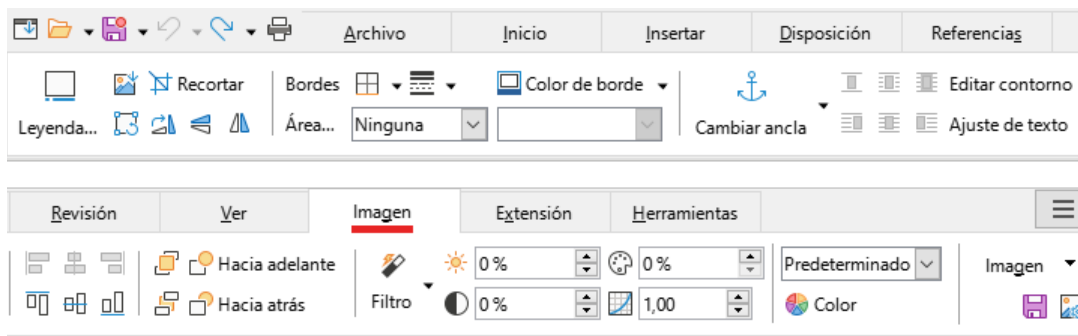 Archivo Inicio Insertar Disposición Referencias
Recortar Bordes Color de borde Editar contorno
Leyenda... Área... Ninguna Cambiar ancla Ajuste de texto
Revisión Ver Imagen Extensión Herramientas
Hacia adelante 0 % 0 % Predeterminado Imagen
Hacia atrás Filtro 0 % 1,00 Color